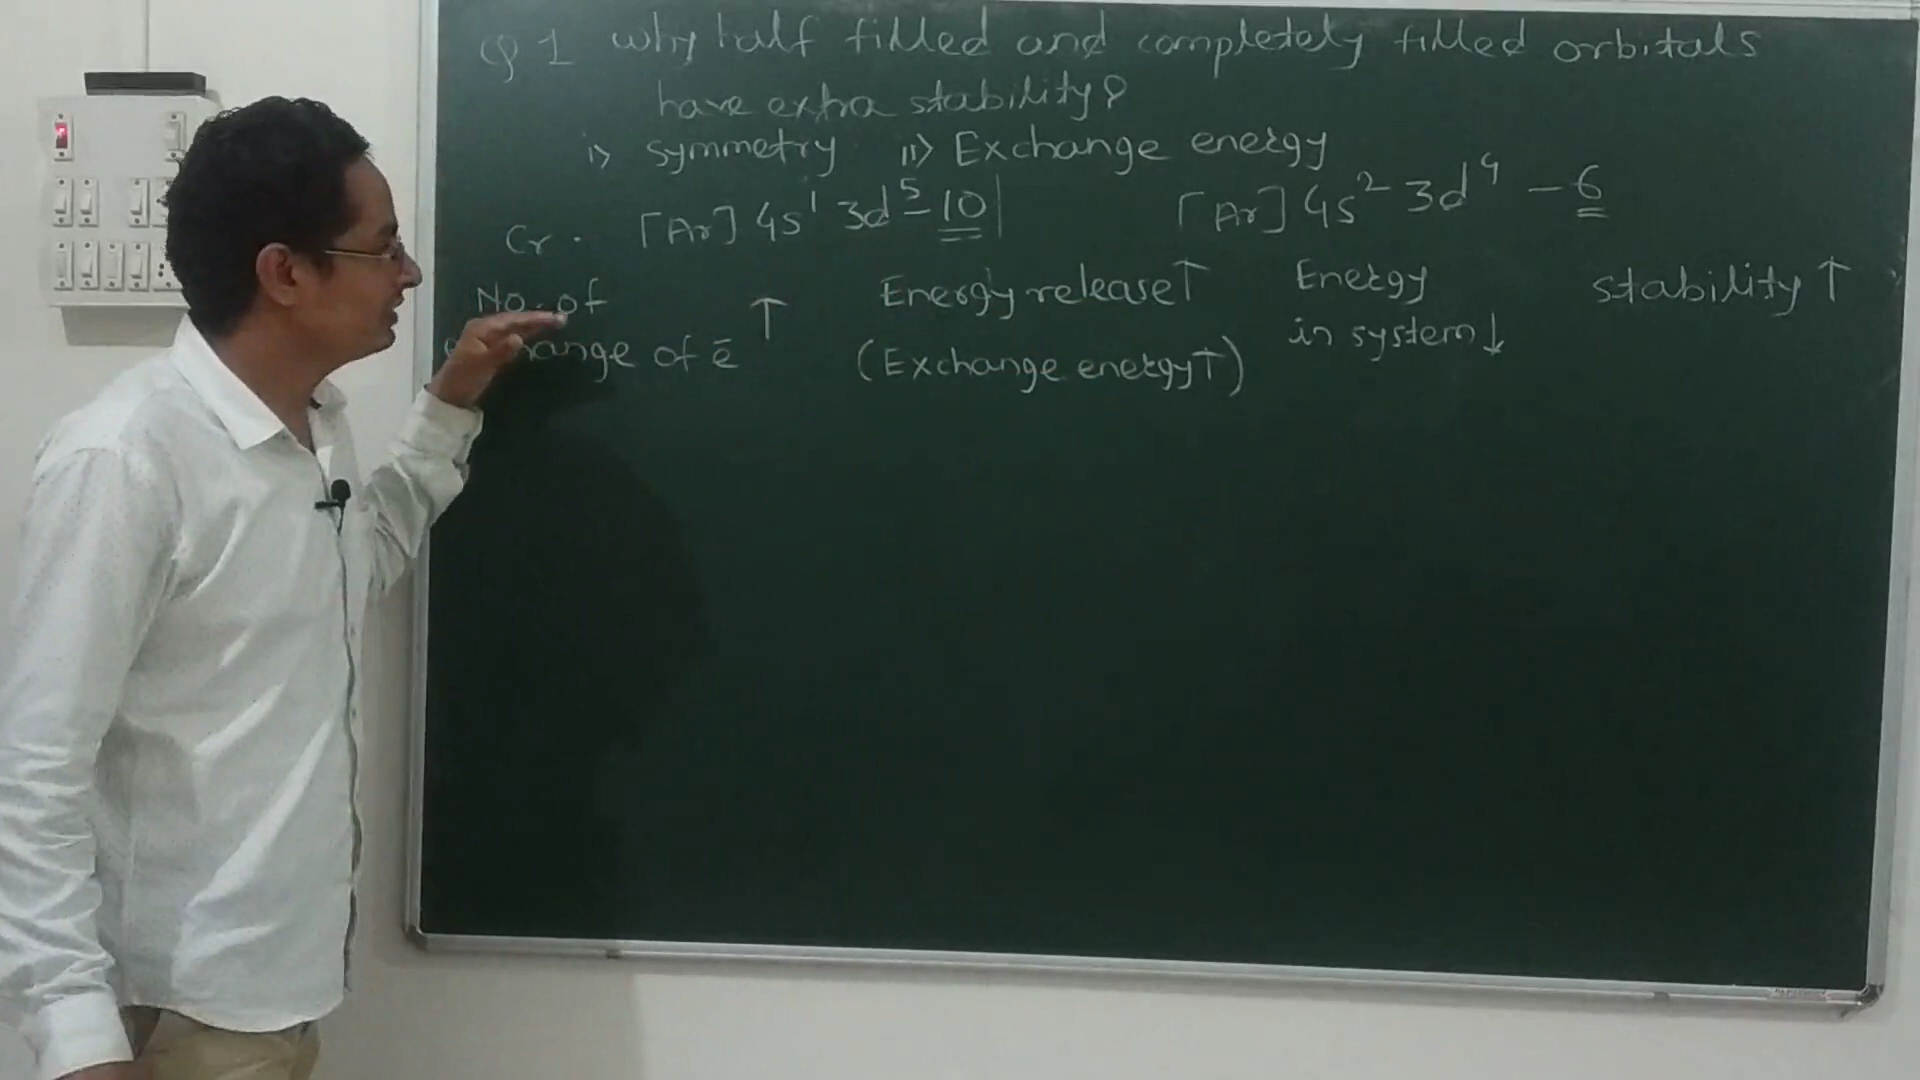 Q 1 why half filled and completely filled orbitals
have extra stability?
i> symmetry ii> Exchange energy
Cr. [Ar] 4s¹ 3d⁵ – 10 [Ar] 4s² 3d⁴ – 6
No. of ↑ Energy release ↑ Energy stability ↑
of ē (Exchange energy ↑) in system ↓